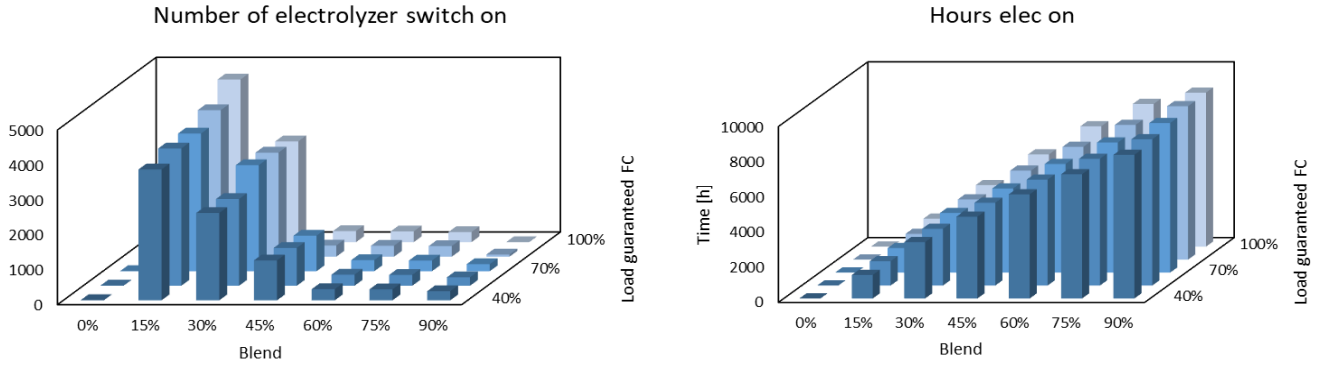 Number of electrolyzer switch on
5000
4000
3000
2000
1000
0
0% 15% 30% 45% 60% 75% 90%
Blend
40%
70%
100%
Load guaranteed FC
Hours elec on
Time [h]
10000
8000
6000
4000
2000
0
0% 15% 30% 45% 60% 75% 90%
Blend
40%
70%
100%
Load guaranteed FC